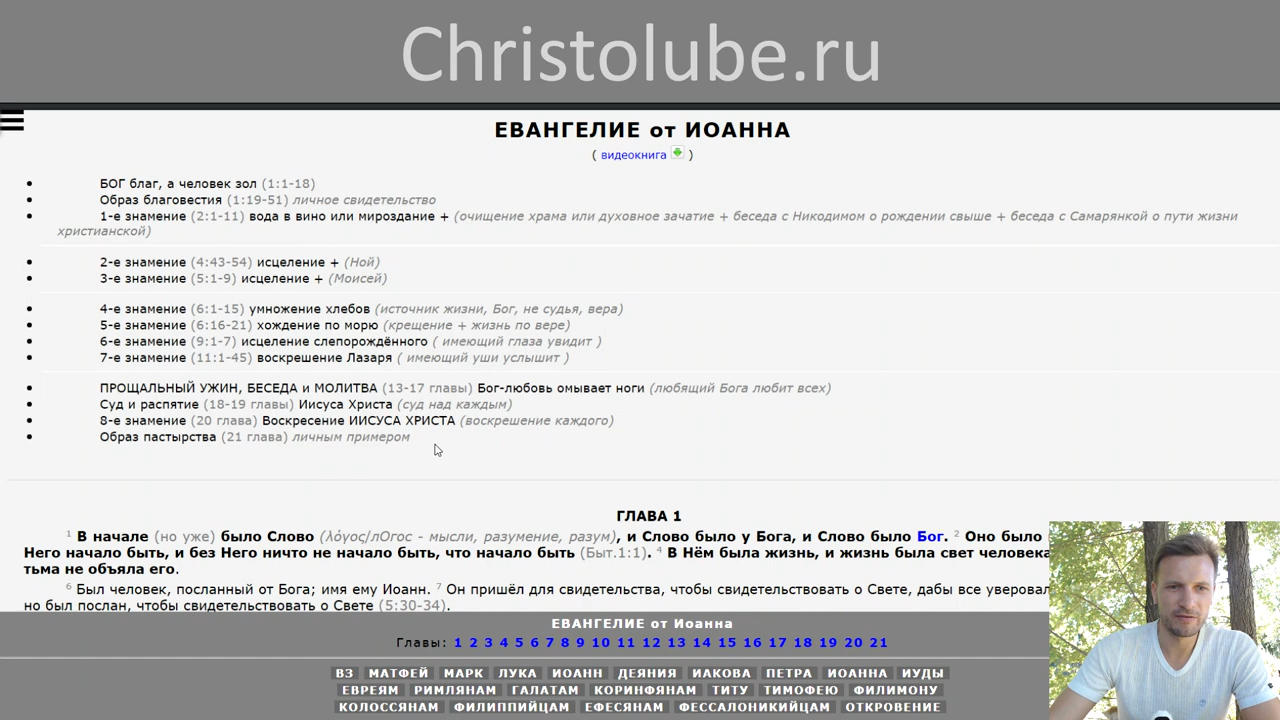 Christolube.ru
ЕВАНГЕЛИЕ от ИОАННА
( видеокнига )
БОГ благ, а человек зол (1:1-18)
Образ благовестия (1:19-51) личное свидетельство
1-е знамение (2:1-11) вода в вино или мироздание + (очищение храма или духовное зачатие + беседа с Никодимом о рождении свыше + беседа с Самарянкой о пути жизни
христианской)
2-е знамение (4:43-54) исцеление + (Ной)
3-е знамение (5:1-9) исцеление + (Моисей)
4-е знамение (6:1-15) умножение хлебов (источник жизни, Бог, не судья, вера)
5-е знамение (6:16-21) хождение по морю (крещение + жизнь по вере)
6-е знамение (9:1-7) исцеление слепорождённого ( имеющий глаза увидит )
7-е знамение (11:1-45) воскрешение Лазаря ( имеющий уши услышит )
ПРОЩАЛЬНЫЙ УЖИН, БЕСЕДА и МОЛИТВА (13-17 главы) Бог-любовь омывает ноги (любящий Бога любит всех)
Суд и распятие (18-19 главы) Иисуса Христа (суд над каждым)
8-е знамение (20 глава) Воскресение ИИСУСА ХРИСТА (воскрешение каждого)
Образ пастырства (21 глава) личным примером
ГЛАВА 1
1 В начале (но уже) было Слово (λόγος/лОгос - мысли, разумение, разум), и Слово было у Бога, и Слово было Бог. 2 Оно было
Него начало быть, и без Него ничто не начало быть, что начало быть (Быт.1:1). 4 В Нём была жизнь, и жизнь была свет человека
тьма не объяла его.
6 Был человек, посланный от Бога; имя ему Иоанн. 7 Он пришёл для свидетельства, чтобы свидетельствовать о Свете, дабы все уверовал
но был послан, чтобы свидетельствовать о Свете (5:30-34).
ЕВАНГЕЛИЕ от Иоанна
Главы: 1 2 3 4 5 6 7 8 9 10 11 12 13 14 15 16 17 18 19 20 21
ВЗ МАТФЕЙ МАРК ЛУКА ИОАНН ДЕЯНИЯ ИАКОВА ПЕТРА ИОАННА ИУДЫ
ЕВРЕЯМ РИМЛЯНАМ ГАЛАТАМ КОРИНФЯНАМ ТИТУ ТИМОФЕЮ ФИЛИМОНУ
КОЛОССЯНАМ ФИЛИППИЙЦАМ ЕФЕСЯНАМ ФЕССАЛОНИКИЙЦАМ ОТКРОВЕНИЕ